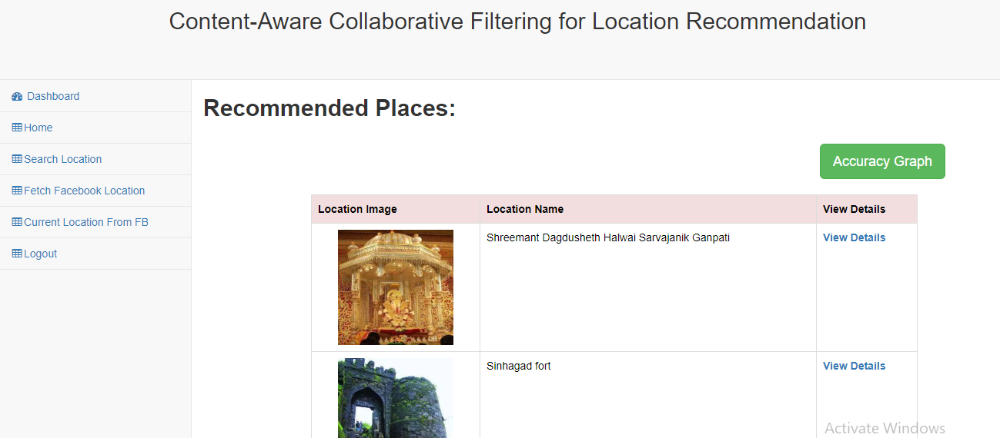 Content-Aware Collaborative Filtering for Location Recommendation
Dashboard
Home
Search Location
Fetch Facebook Location
Current Location From FB
Logout
Recommended Places:
Accuracy Graph
Location Image Location Name View Details
Shreemant Dagdusheth Halwai Sarvajanik Ganpati View Details
Sinhagad fort View Details
Activate Windows